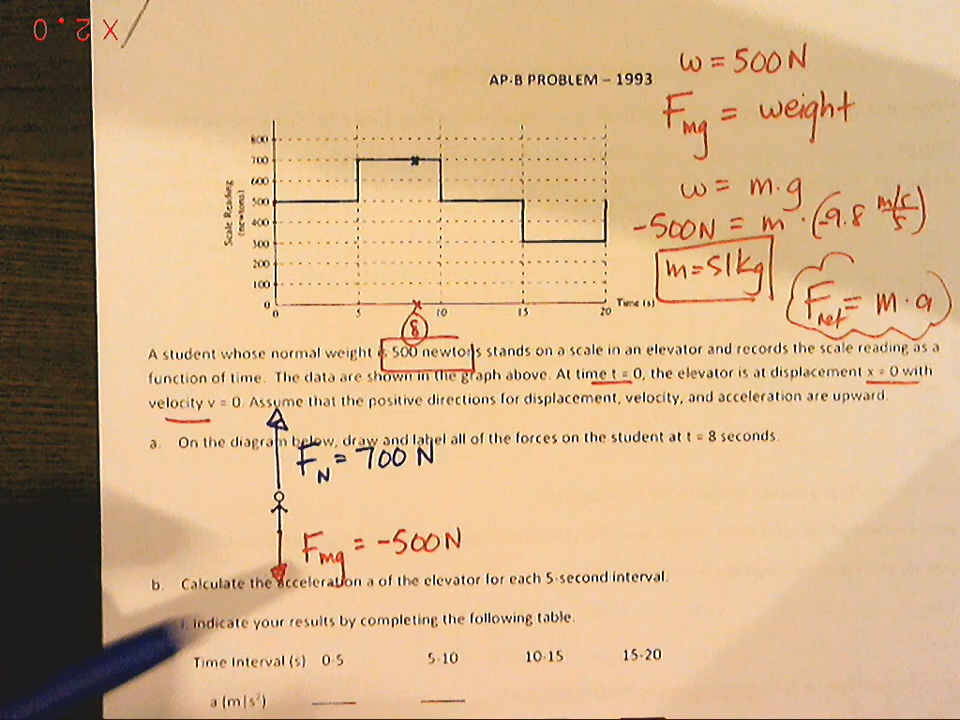 X 2.0
AP-B PROBLEM – 1993
w = 500N
Fmg = weight
w = m·g
-500N = m · (-9.8 m/s/s)
m = 51kg
Fnet = m·a
Scale Reading
(newtons)
800
700
600
500
400
300
200
100
0
0 5 10 15 20 Time (s)
8
A student whose normal weight is 500 newtons stands on a scale in an elevator and records the scale reading as a
function of time. The data are shown in the graph above. At time t = 0, the elevator is at displacement x = 0 with
velocity v = 0. Assume that the positive directions for displacement, velocity, and acceleration are upward.
a. On the diagram below, draw and label all of the forces on the student at t = 8 seconds.
FN = 700 N
Fmg = -500N
b. Calculate the acceleration a of the elevator for each 5-second interval.
i. Indicate your results by completing the following table.
Time Interval (s) 0-5 5-10 10-15 15-20
a (m|s²)